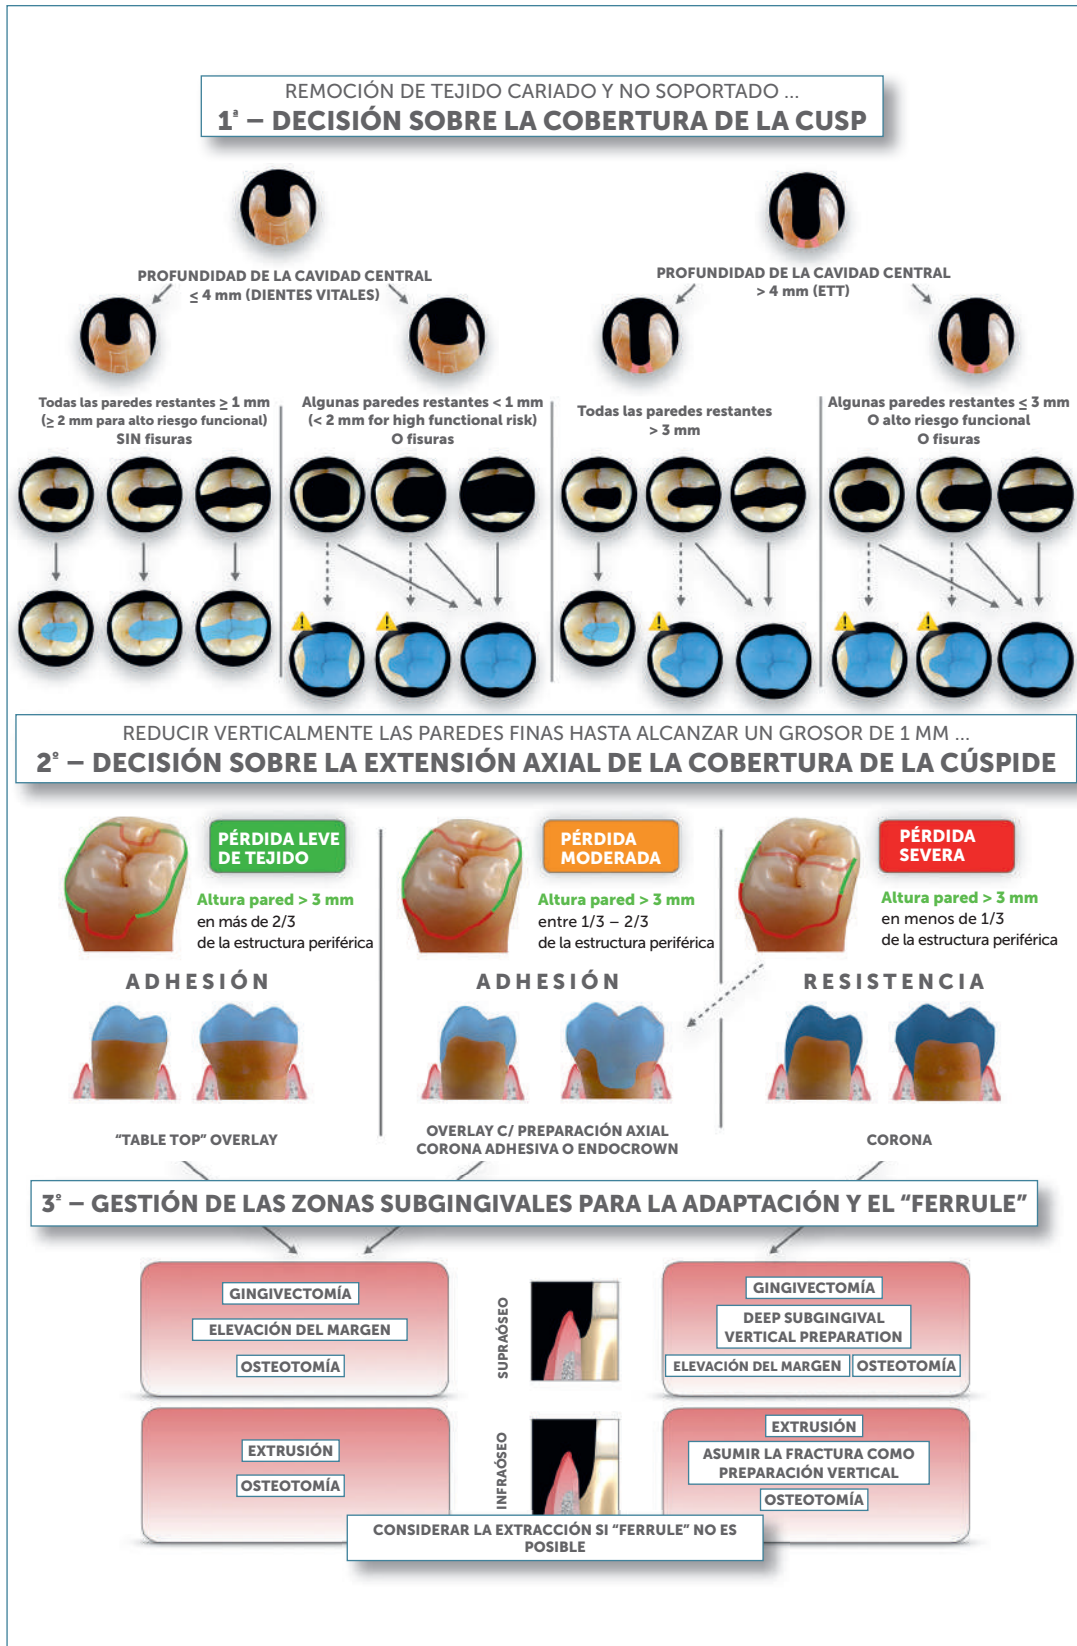 REMOCIÓN DE TEJIDO CARIADO Y NO SOPORTADO ...
1ª – DECISIÓN SOBRE LA COBERTURA DE LA CUSP
PROFUNDIDAD DE LA CAVIDAD CENTRAL
≤ 4 mm (DIENTES VITALES)
PROFUNDIDAD DE LA CAVIDAD CENTRAL
> 4 mm (ETT)
Todas las paredes restantes ≥ 1 mm
(≥ 2 mm para alto riesgo funcional)
SIN fisuras
Algunas paredes restantes < 1 mm
(< 2 mm for high functional risk)
O fisuras
Todas las paredes restantes
> 3 mm
Algunas paredes restantes ≤ 3 mm
O alto riesgo funcional
O fisuras
REDUCIR VERTICALMENTE LAS PAREDES FINAS HASTA ALCANZAR UN GROSOR DE 1 MM ...
2º – DECISIÓN SOBRE LA EXTENSIÓN AXIAL DE LA COBERTURA DE LA CÚSPIDE
PÉRDIDA LEVE
DE TEJIDO
Altura pared > 3 mm
en más de 2/3
de la estructura periférica
PÉRDIDA
MODERADA
Altura pared > 3 mm
entre 1/3 – 2/3
de la estructura periférica
PÉRDIDA
SEVERA
Altura pared > 3 mm
en menos de 1/3
de la estructura periférica
ADHESIÓN
ADHESIÓN
RESISTENCIA
"TABLE TOP" OVERLAY
OVERLAY C/ PREPARACIÓN AXIAL
CORONA ADHESIVA O ENDOCROWN
CORONA
3º – GESTIÓN DE LAS ZONAS SUBGINGIVALES PARA LA ADAPTACIÓN Y EL "FERRULE"
GINGIVECTOMÍA
ELEVACIÓN DEL MARGEN
OSTEOTOMÍA
SUPRAÓSEO
GINGIVECTOMÍA
DEEP SUBGINGIVAL
VERTICAL PREPARATION
ELEVACIÓN DEL MARGEN OSTEOTOMÍA
EXTRUSIÓN
OSTEOTOMÍA
INFRAÓSEO
EXTRUSIÓN
ASUMIR LA FRACTURA COMO
PREPARACIÓN VERTICAL
OSTEOTOMÍA
CONSIDERAR LA EXTRACCIÓN SI "FERRULE" NO ES
POSIBLE